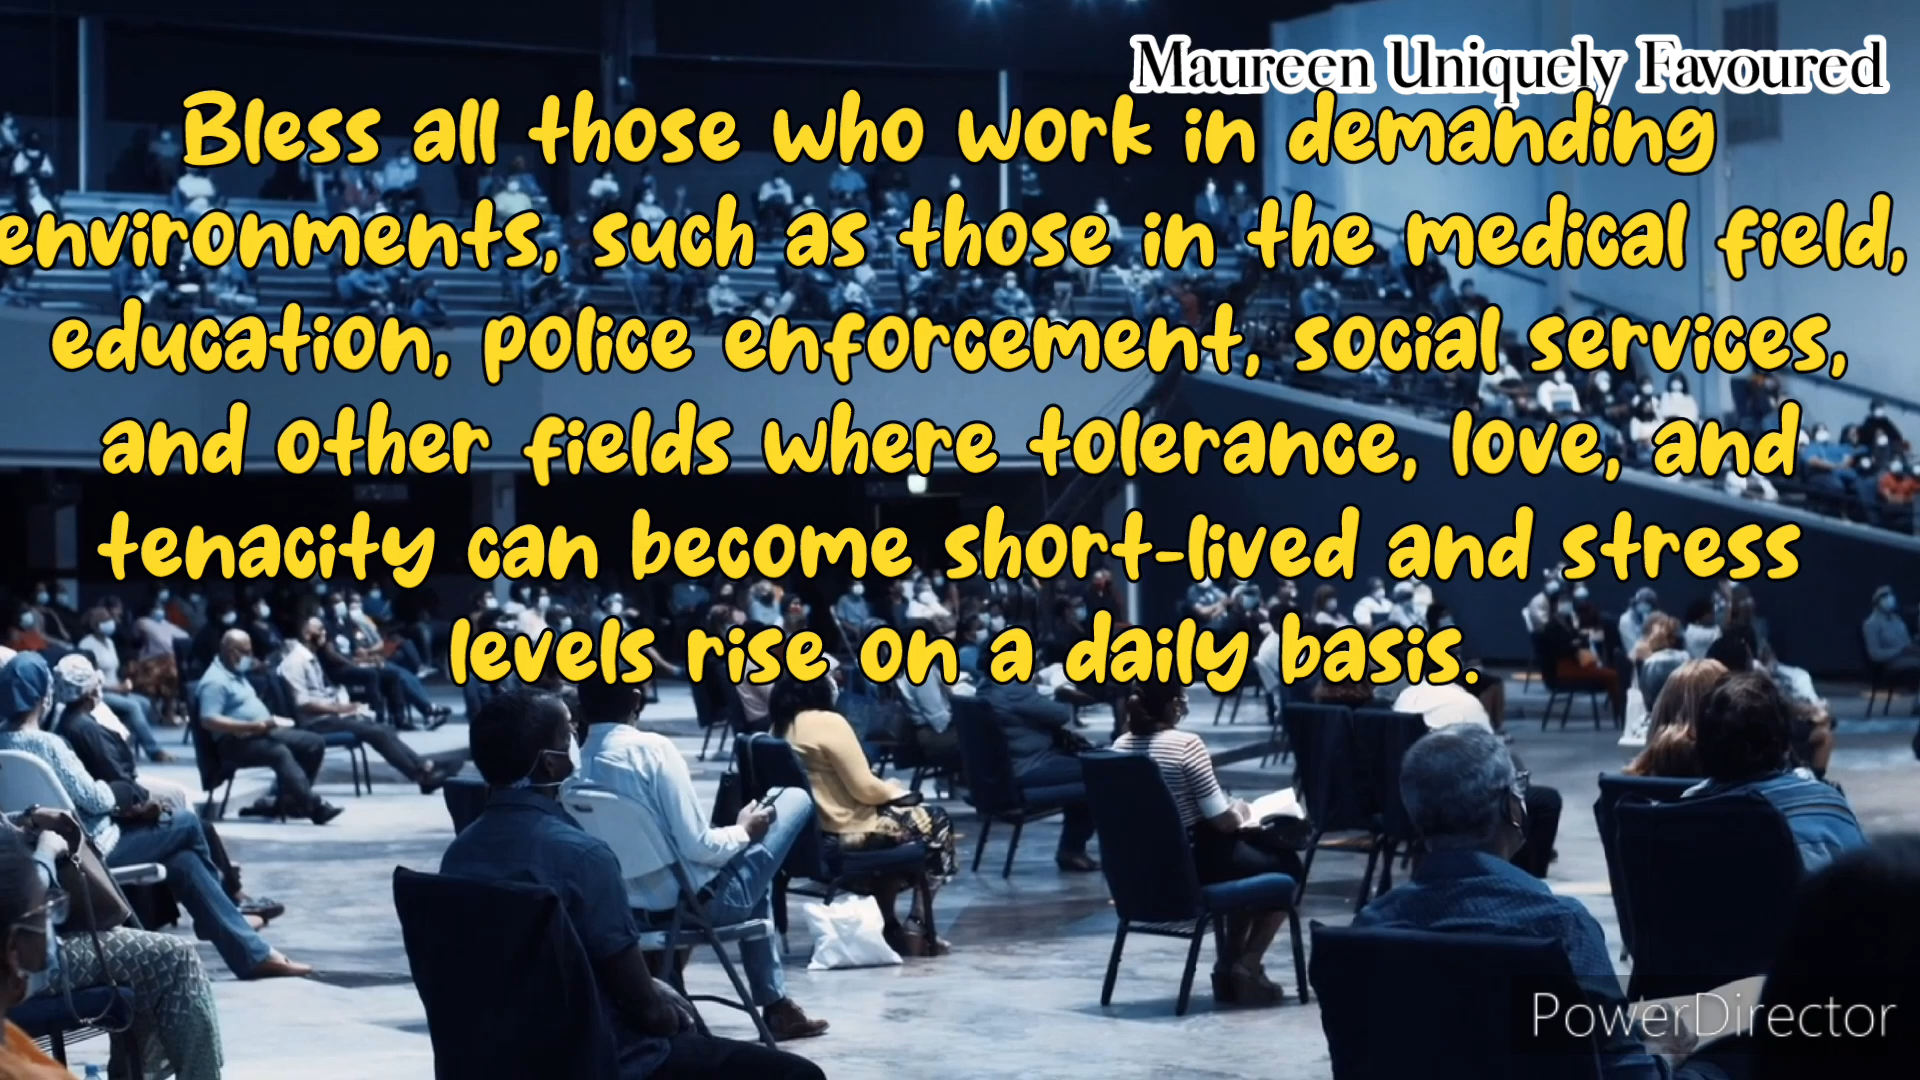 Maureen Uniquely Favoured
Bless all those who work in demanding
environments, such as those in the medical field,
education, police enforcement, social services,
and other fields where tolerance, love, and
tenacity can become short-lived and stress
levels rise on a daily basis.
PowerDirector